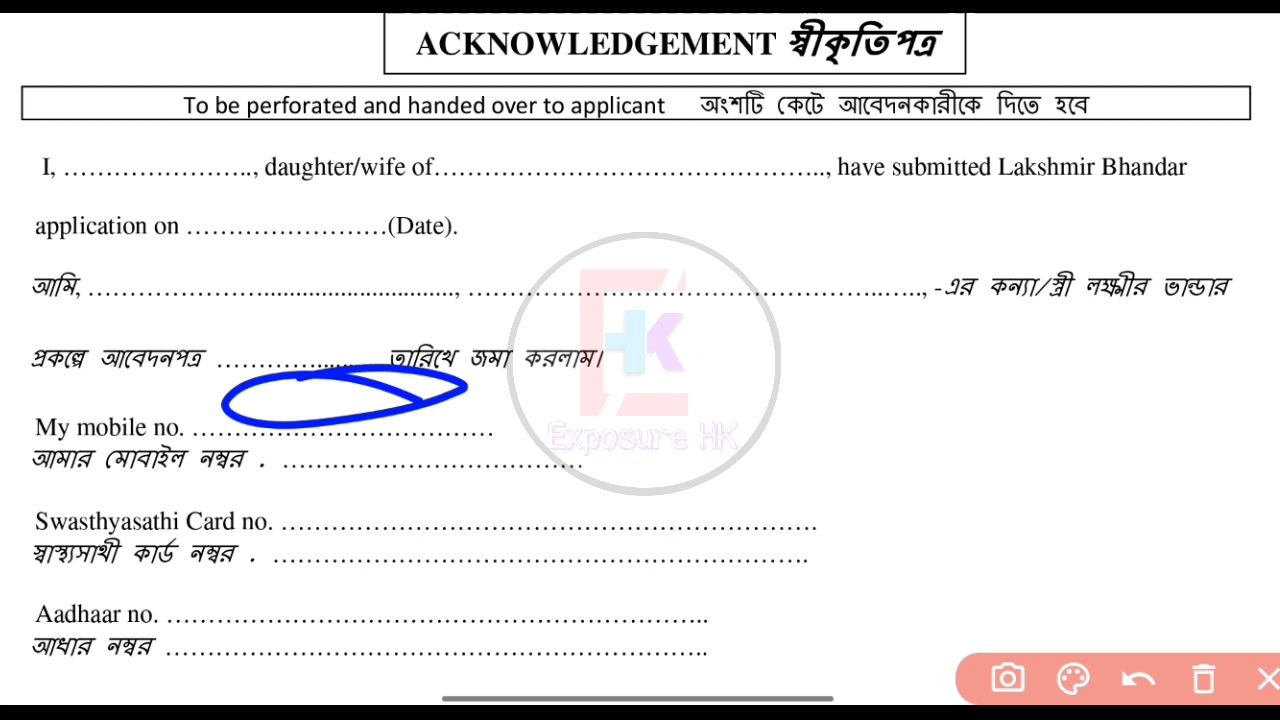 ACKNOWLEDGEMENT স্বীকৃতিপত্র
To be perforated and handed over to applicant অংশটি কেটে আবেদনকারীকে দিতে হবে
I, ………………….., daughter/wife of……………………………………….., have submitted Lakshmir Bhandar
application on ……………………(Date).
আমি, …………………............................, …………………………………………..….., -এর কন্যা/স্ত্রী লক্ষ্মীর ভান্ডার
প্রকল্পে আবেদনপত্র …………......... তারিখে জমা করলাম।
My mobile no. ………………………………
আমার মোবাইল নম্বর . ………………………………
Exposure HK
Swasthyasathi Card no. ………………………………………………………
স্বাস্থ্যসাথী কার্ড নম্বর . ……………………………………………………….
Aadhaar no. ………………………………………………………..
আধার নম্বর ………………………………………………………..